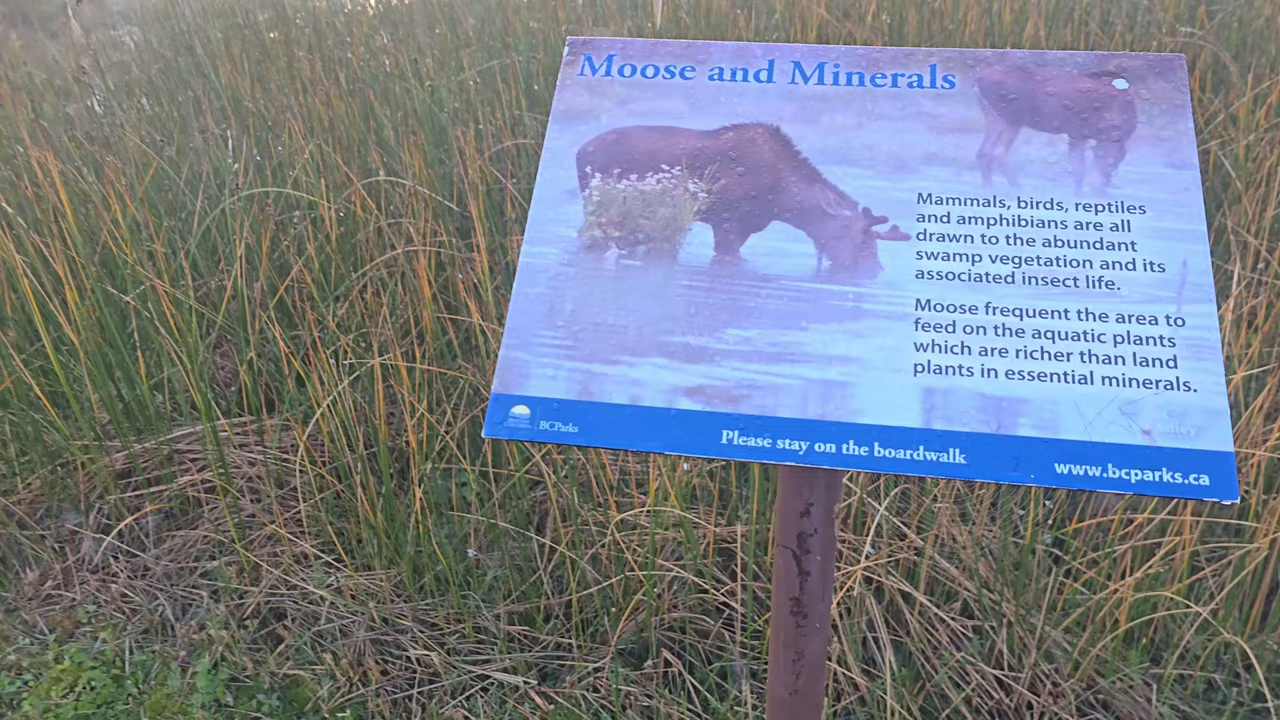 Moose and Minerals
Mammals, birds, reptiles
and amphibians are all
drawn to the abundant
swamp vegetation and its
associated insect life.
Moose frequent the area to
feed on the aquatic plants
which are richer than land
plants in essential minerals.
BCParks
Please stay on the boardwalk
www.bcparks.ca